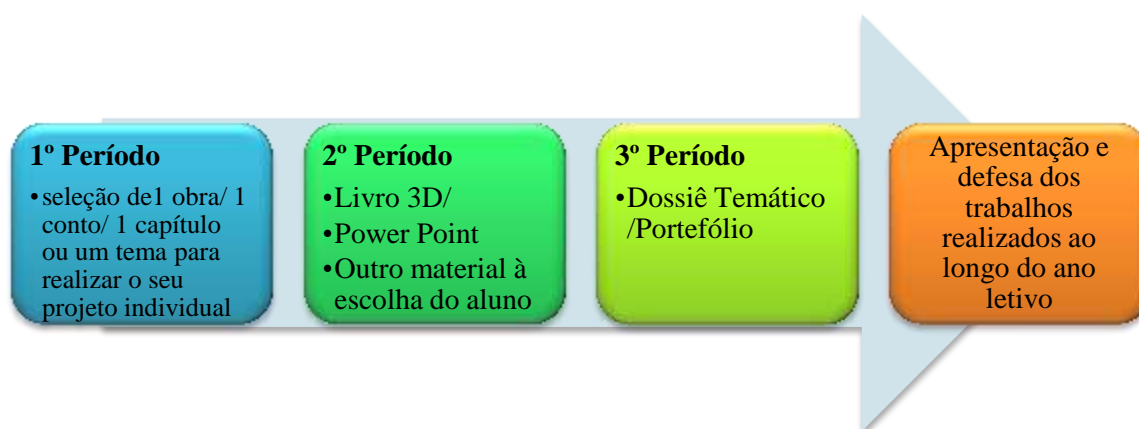 1º Período
•seleção de1 obra/ 1
conto/ 1 capítulo
ou um tema para
realizar o seu
projeto individual
2º Período
•Livro 3D/
•Power Point
•Outro material à
escolha do aluno
3º Período
•Dossiê Temático
/Portefólio
Apresentação e
defesa dos
trabalhos
realizados ao
longo do ano
letivo